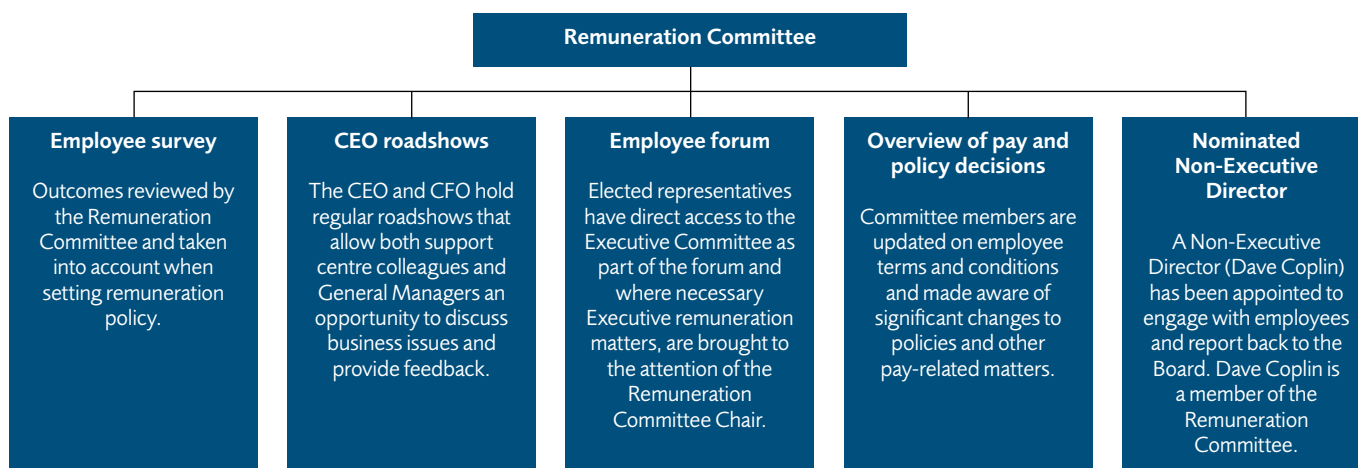 Remuneration Committee
Employee survey
Outcomes reviewed by
the Remuneration
Committee and taken
into account when
setting remuneration
policy.
CEO roadshows
The CEO and CFO hold
regular roadshows that
allow both support
centre colleagues and
General Managers an
opportunity to discuss
business issues and
provide feedback.
Employee forum
Elected representatives
have direct access to the
Executive Committee as
part of the forum and
where necessary
Executive remuneration
matters, are brought to
the attention of the
Remuneration
Committee Chair.
Overview of pay and
policy decisions
Committee members are
updated on employee
terms and conditions
and made aware of
significant changes to
policies and other
pay-related matters.
Nominated
Non-Executive
Director
A Non-Executive
Director (Dave Coplin)
has been appointed to
engage with employees
and report back to the
Board. Dave Coplin is
a member of the
Remuneration
Committee.